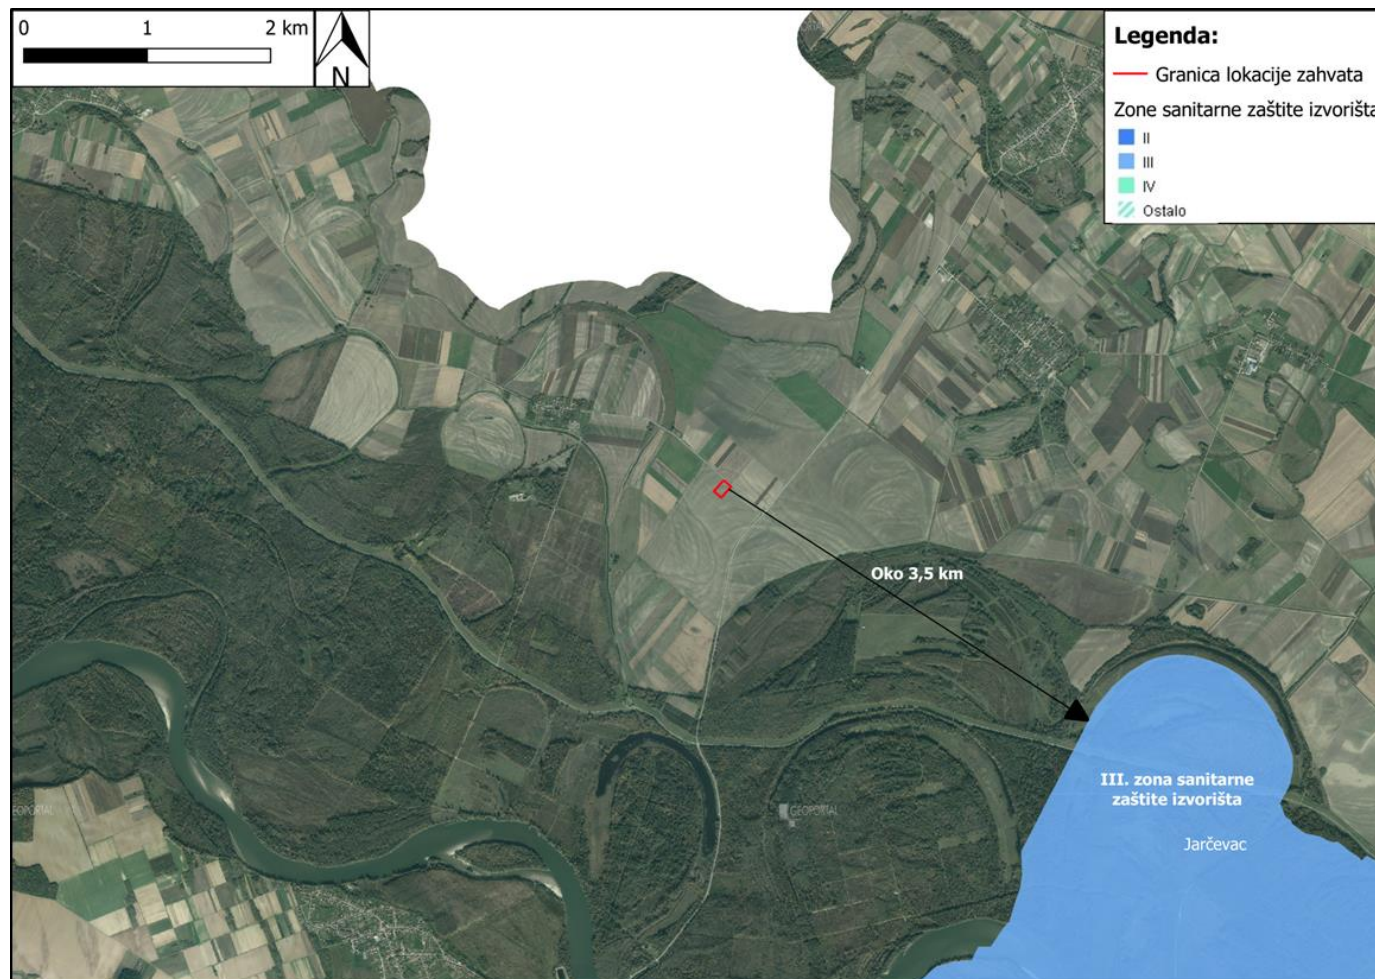 0 1 2 km
N
Legenda:
Granica lokacije zahvata
Zone sanitarne zaštite izvorišta
II
III
IV
Ostalo
Oko 3,5 km
III. zona sanitarne
zaštite izvorišta
Jarčevac
GEOPORTAL
GEOPORTAL